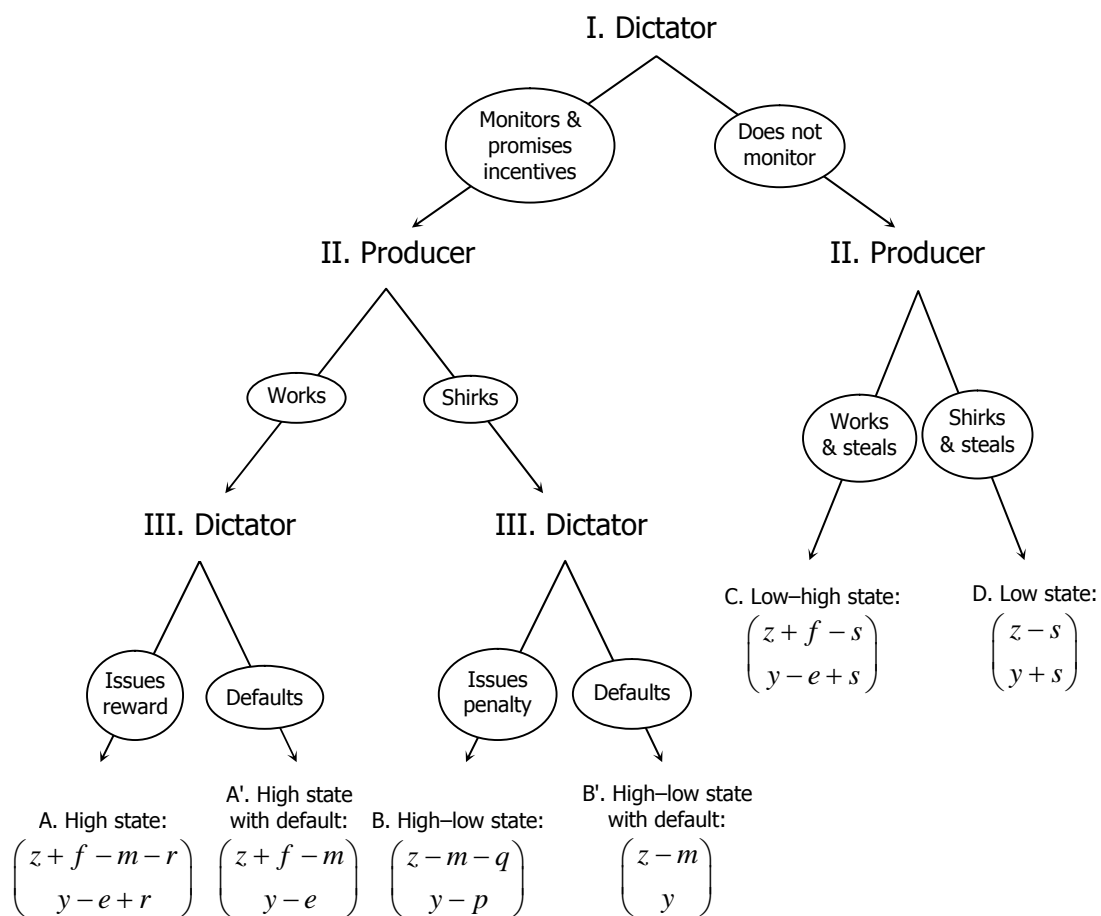 I. Dictator
Monitors &
promises
incentives
Does not
monitor
II. Producer
II. Producer
Works
Shirks
Works
& steals
Shirks
& steals
III. Dictator
III. Dictator
Issues
reward
Defaults
Issues
penalty
Defaults
C. Low–high state:
z + f − s
y − e + s
D. Low state:
z − s
y + s
A. High state:
z + f − m − r
y − e + r
A'. High state
with default:
z + f − m
y − e
B. High–low state:
z − m − q
y − p
B'. High–low state
with default:
z − m
y